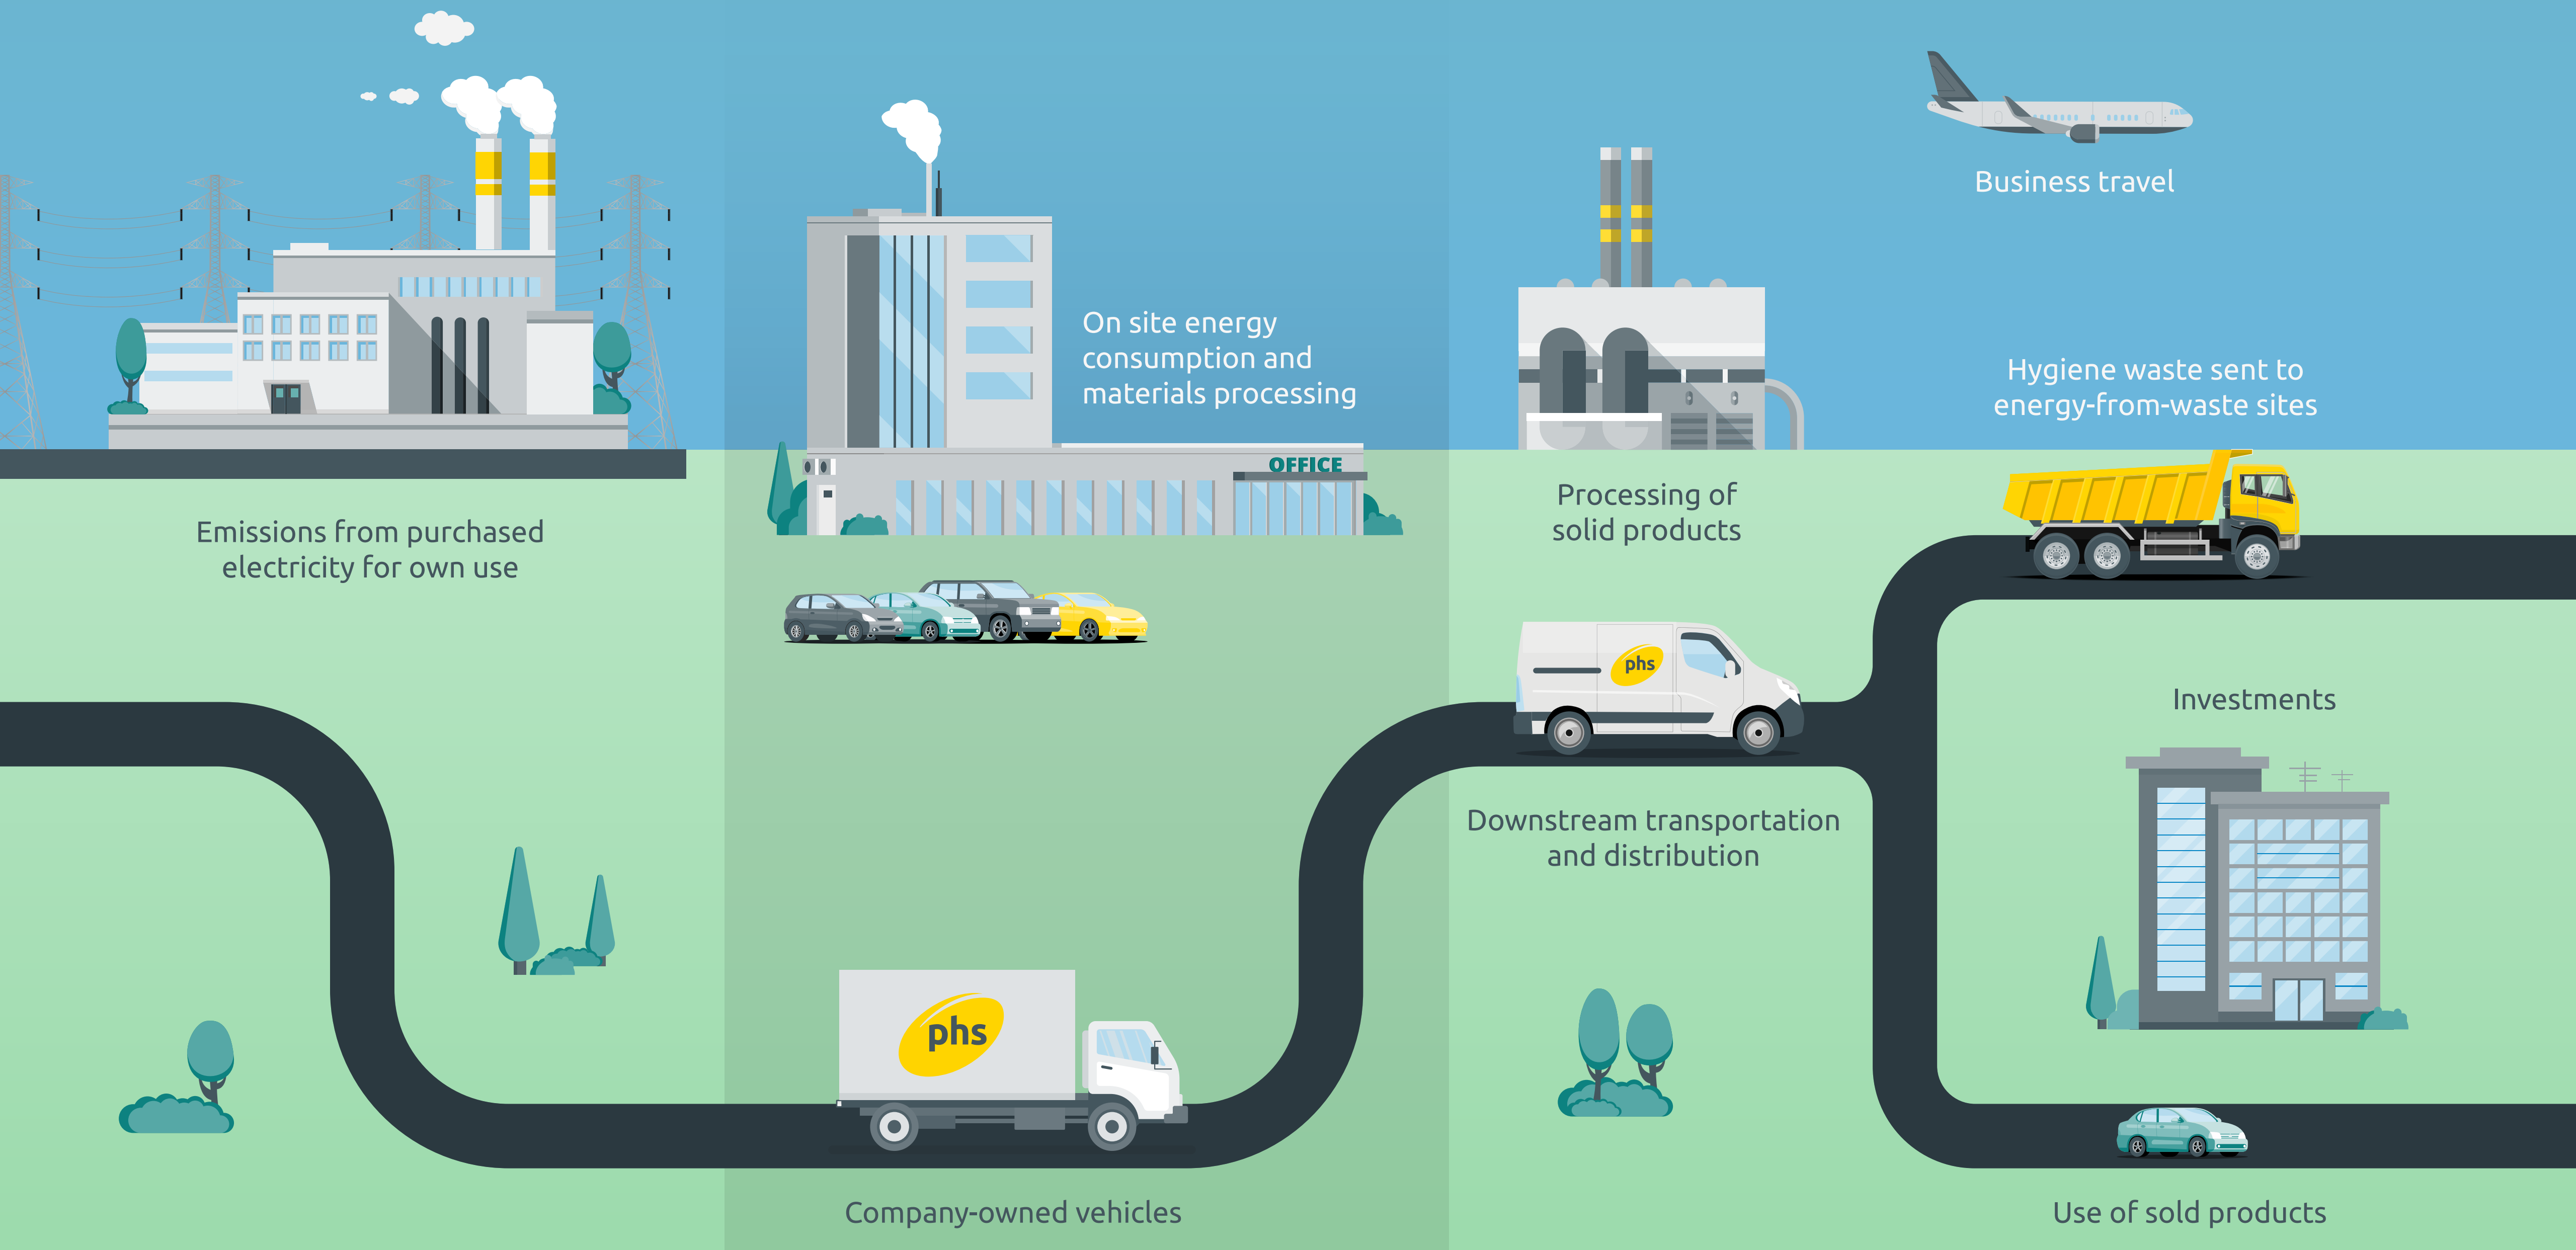 Emissions from purchased
electricity for own use
On site energy
consumption and
materials processing
OFFICE
phs
Company-owned vehicles
Processing of
solid products
phs
Downstream transportation
and distribution
Business travel
Hygiene waste sent to
energy-from-waste sites
Investments
Use of sold products